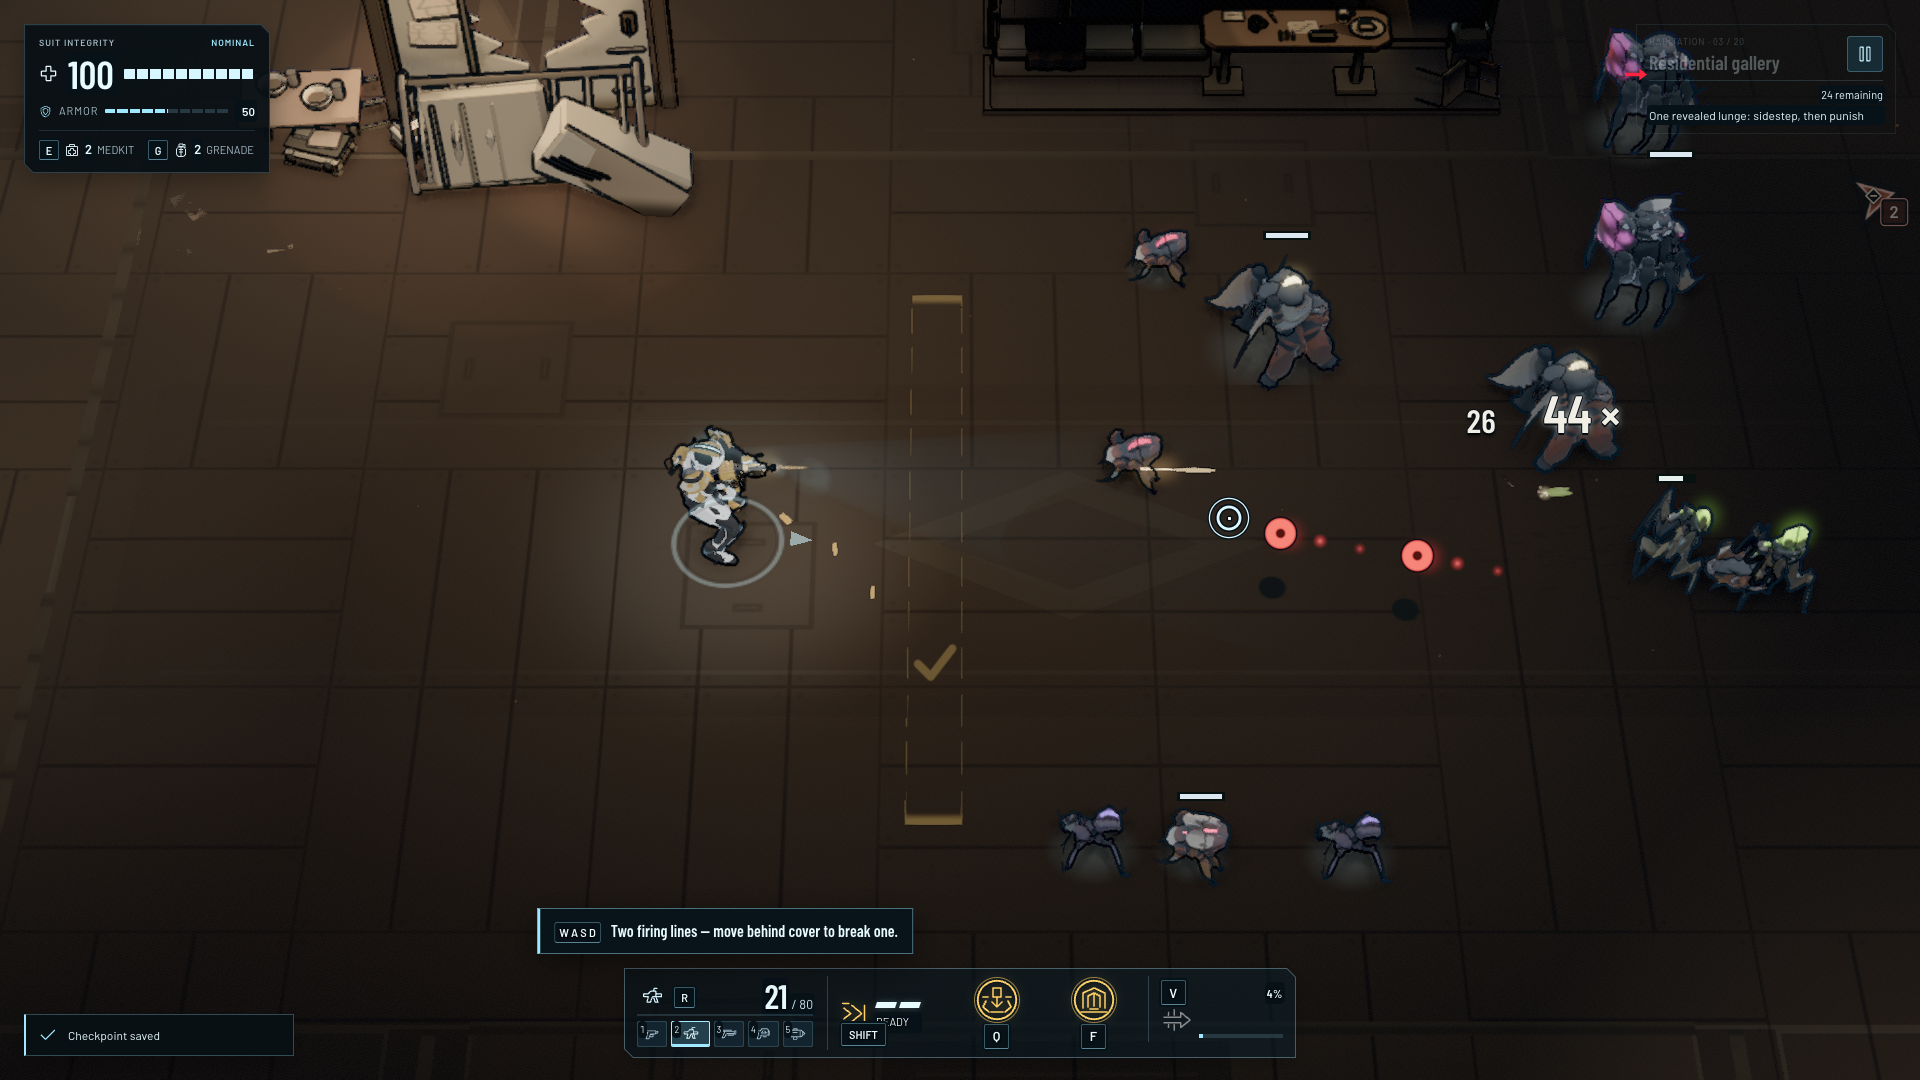 SUIT INTEGRITY NOMINAL
100
ARMOR 50
E 2 MEDKIT G 2 GRENADE
03 / 20
Residential gallery
24 remaining
One revealed lunge: sidestep, then punish
2
26 44 ×
WASD Two firing lines — move behind cover to break one.
Checkpoint saved
R 21 / 80
1 2 3 4 5
READY
SHIFT
Q
F
V 4%